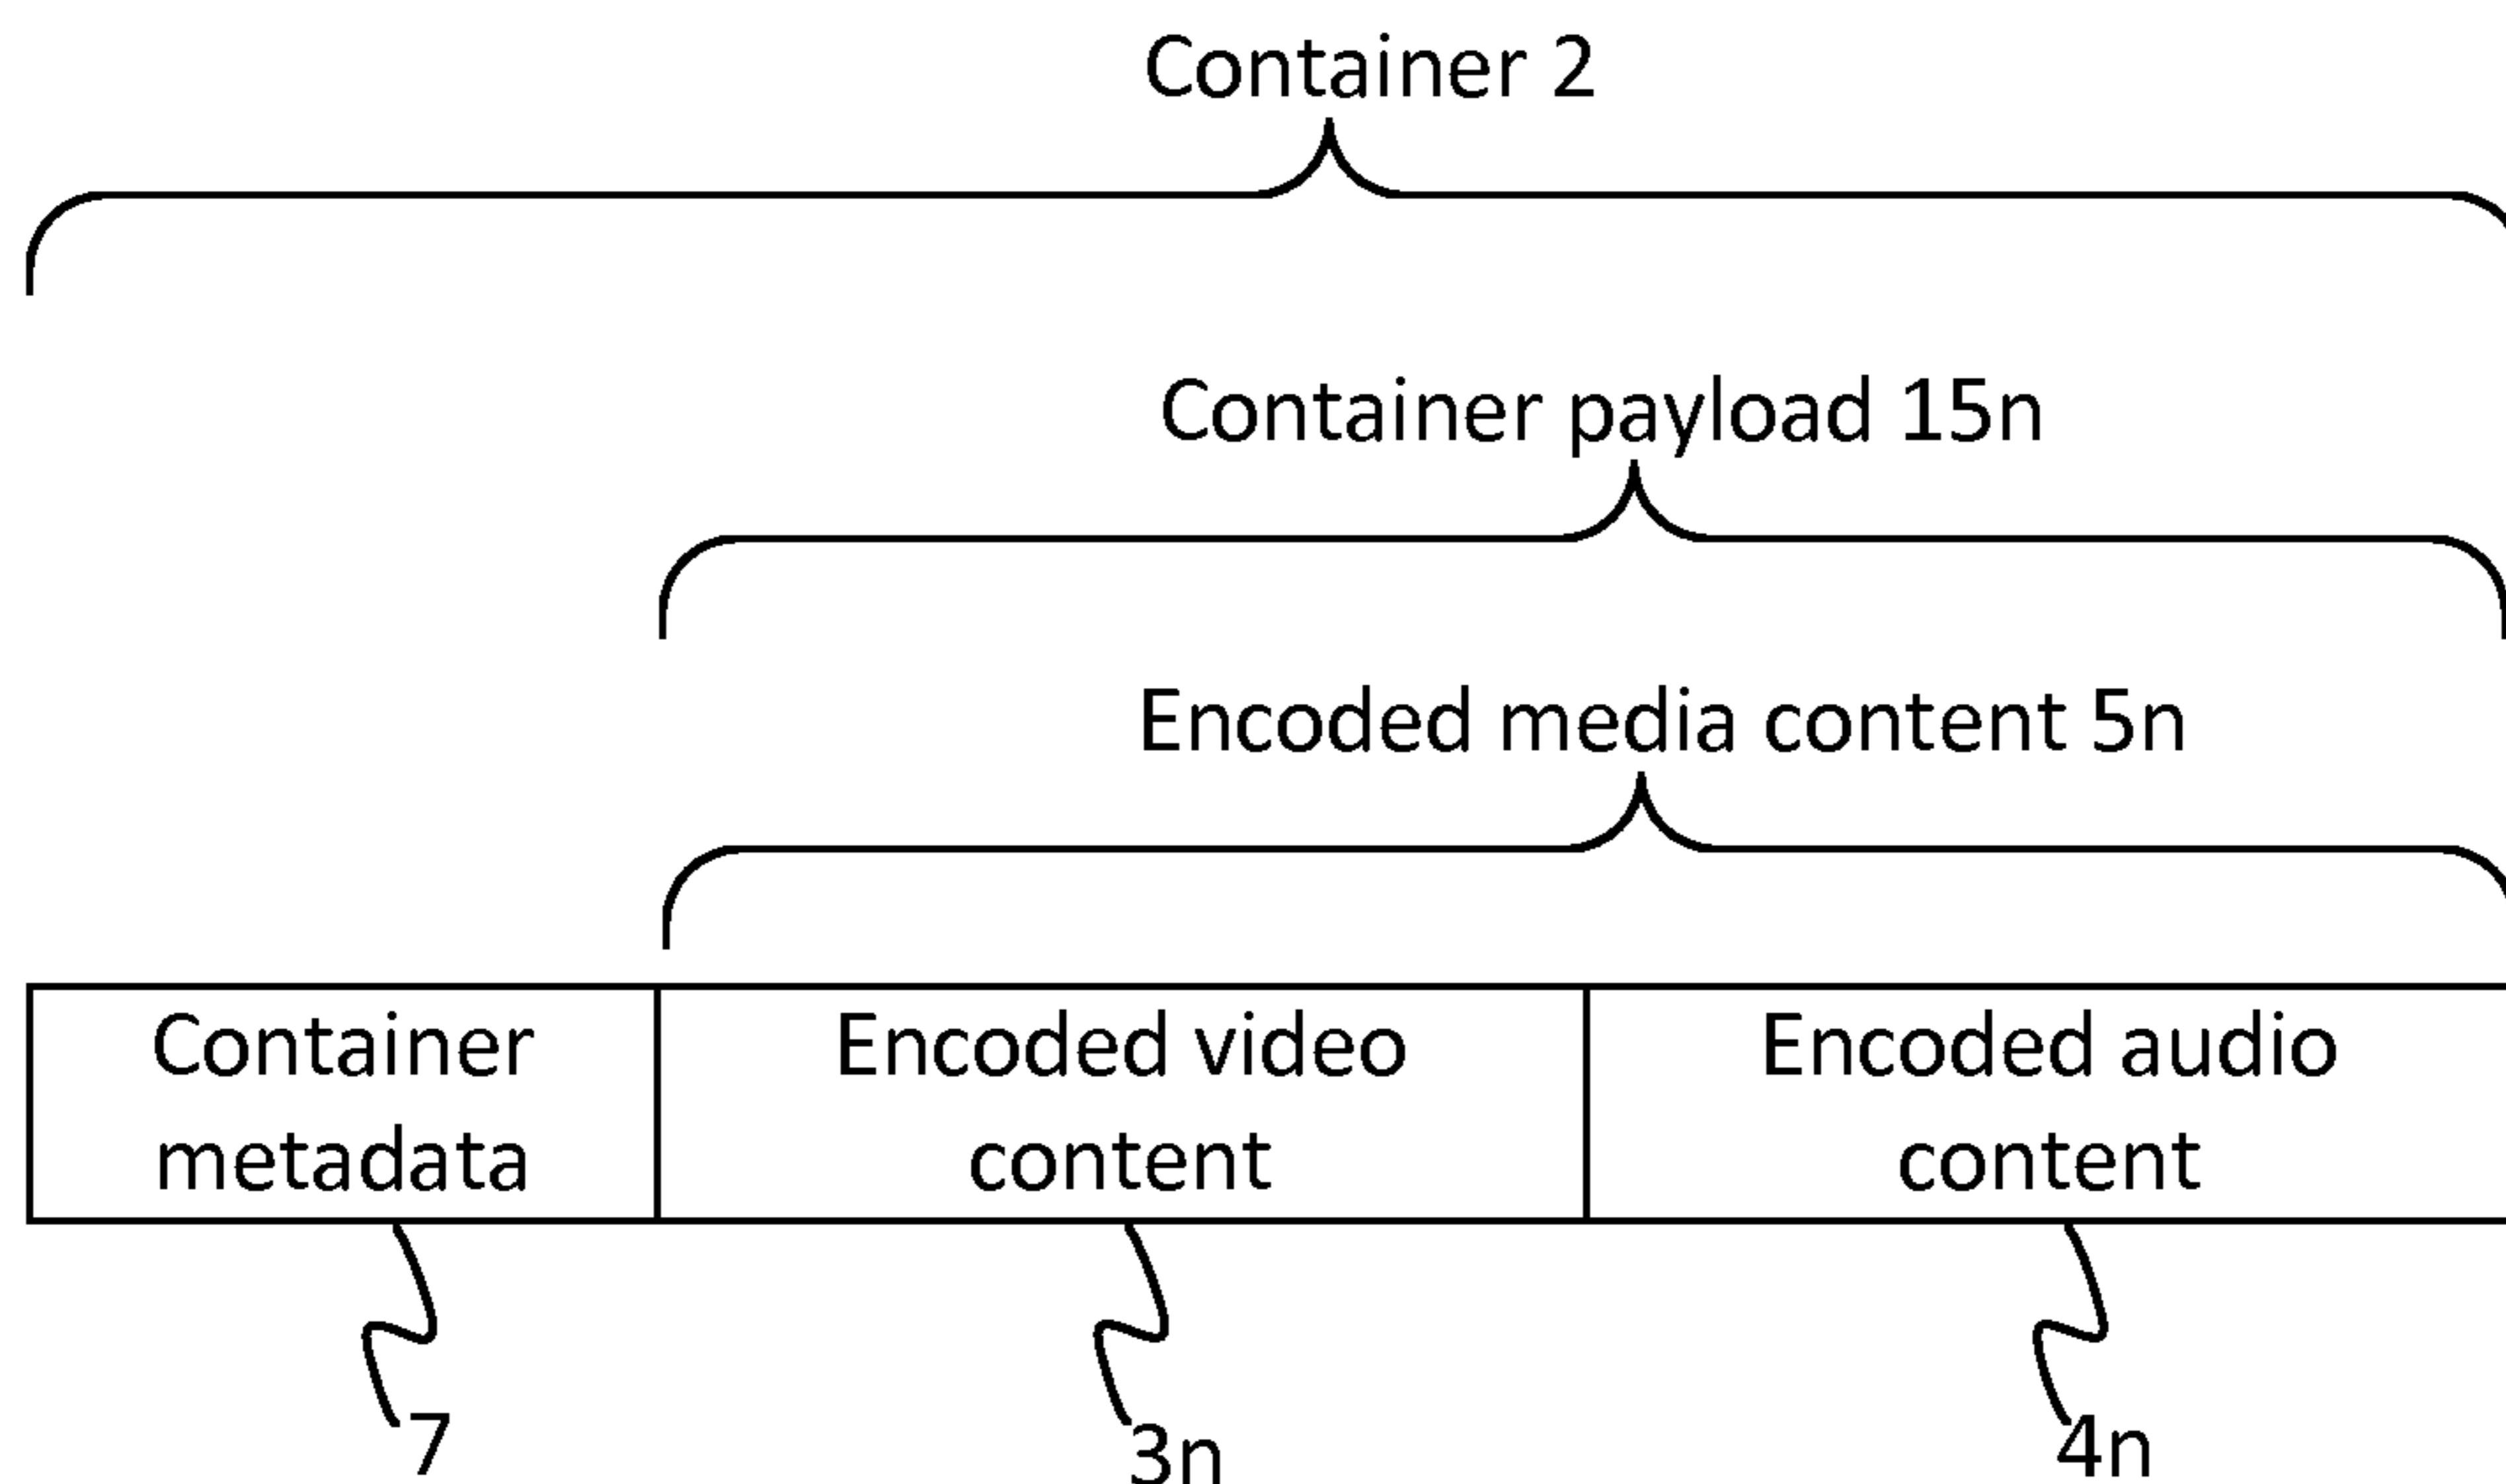 Container 2
Container payload 15n
Encoded media content 5n
Container
metadata
Encoded video
content
Encoded audio
content
7
3n
4n